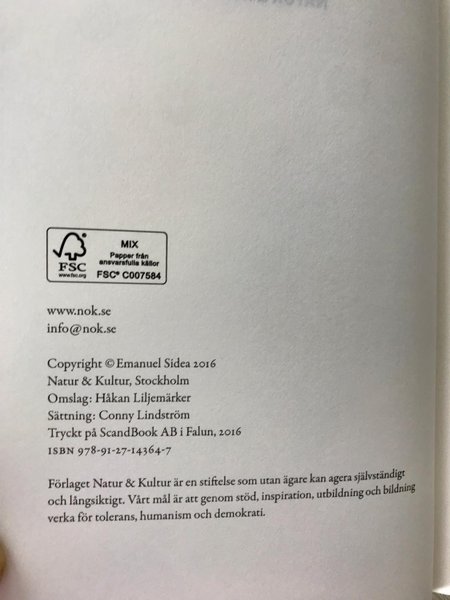 MIX
Papper från
ansvarsfulla källor
FSC® C007584
FSC
www.fsc.org
www.nok.se
info@nok.se
Copyright © Emanuel Sidea 2016
Natur & Kultur, Stockholm
Omslag: Håkan Liljemärker
Sättning: Conny Lindström
Tryckt på ScandBook AB i Falun, 2016
ISBN 978-91-27-14364-7
Förlaget Natur & Kultur är en stiftelse som utan ägare kan agera självständigt
och långsiktigt. Vårt mål är att genom stöd, inspiration, utbildning och bildning
verka för tolerans, humanism och demokrati.